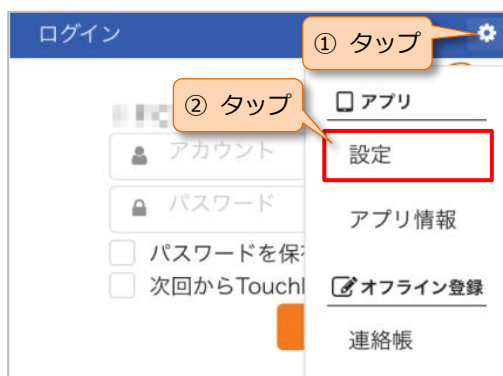 ログイン
① タップ
② タップ
アプリ
設定
アカウント
アプリ情報
パスワード
パスワードを保
次回からTouch
オフライン登録
連絡帳